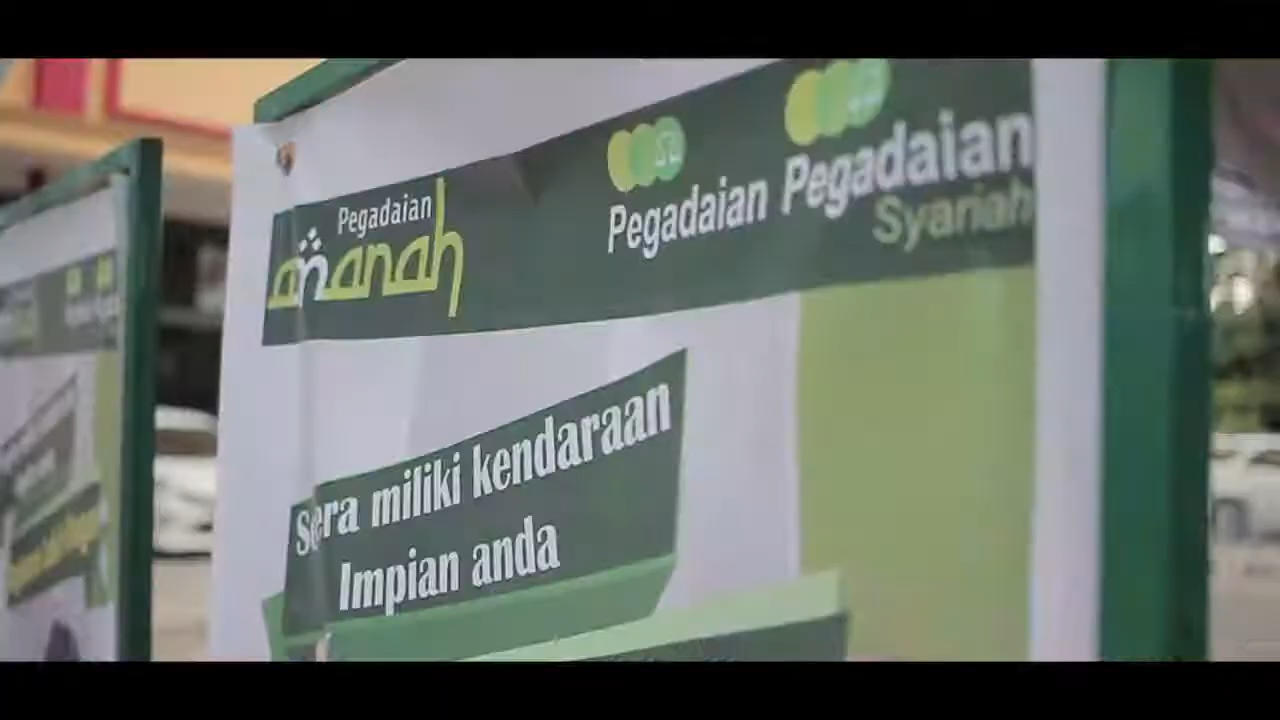 Pegadaian
amanah
Pegadaian
Pegadaian
Syariah
sera miliki kendaraan
Impian anda